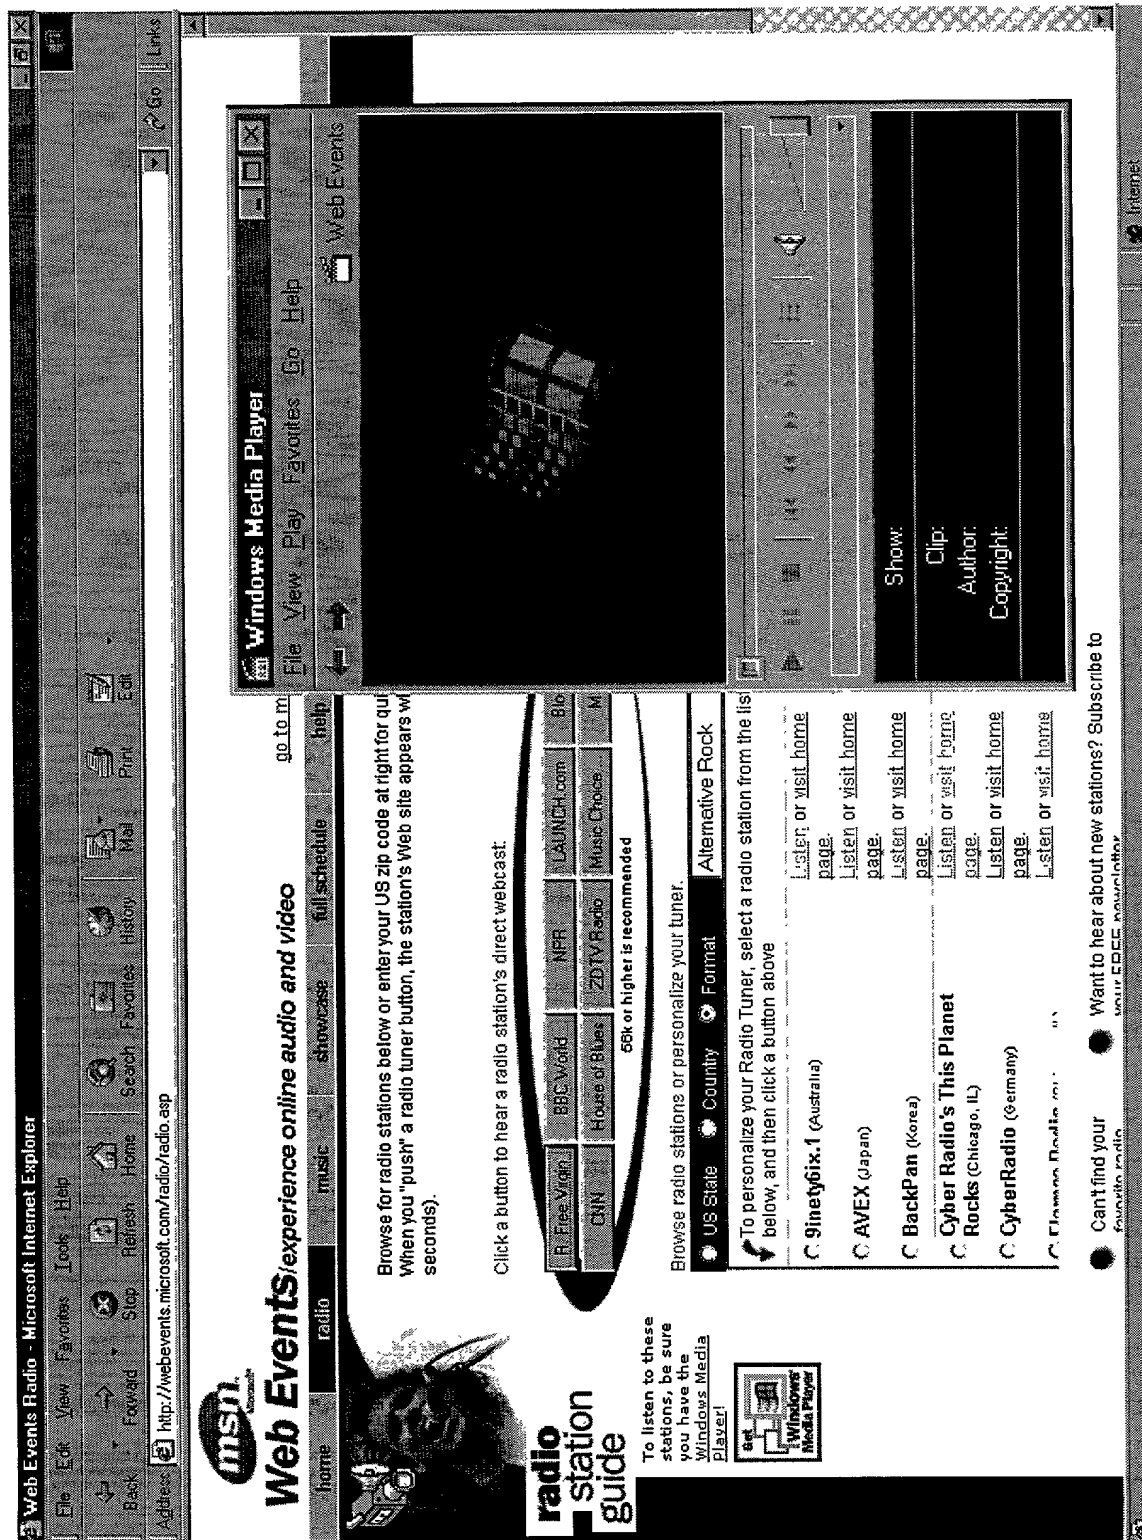 Web Events Radio - Microsoft Internet Explorer
File Edit View Favorites Tools Help
Back Forward Stop Refresh Home Search Favorites History Mail Print Edit
Address http://webevents.microsoft.com/radio/radio.asp Go Links
msn.
Microsoft
go to m
Web Events/experience online audio and video
home radio music showcase full schedule help
radio
station
guide
To listen to these
stations, be sure
you have the
Windows Media
Player!
Get
Windows
Media Player
Browse for radio stations below or enter your US zip code at right for qui
When you "push" a radio tuner button, the station's Web site appears wi
seconds).
Click a button to hear a radio station's direct webcast:
R. Free Virgin BBC World NPR LAUNCH.com Blo
CNN House of Blues ZDTV Radio Music Choice M
56k or higher is recommended
Browse radio stations or personalize your tuner.
US State Country Format Alternative Rock
To personalize your Radio Tuner, select a radio station from the lis
below, and then click a button above
9inety6ix.1 (Australia) Listen or visit home
page.
AVEX (Japan) Listen or visit home
page.
BackPan (Korea) Listen or visit home
page.
Cyber Radio's This Planet Listen or visit home
Rocks (Chicago, IL) page.
CyberRadio (Germany) Listen or visit home
page.
Listen or visit home
Can't find your
favorite radio
Want to hear about new stations? Subscribe to
your FREE newsletter
Windows Media Player
File View Play Favorites Go Help
Web Events
Show:
Clip:
Author:
Copyright:
Internet